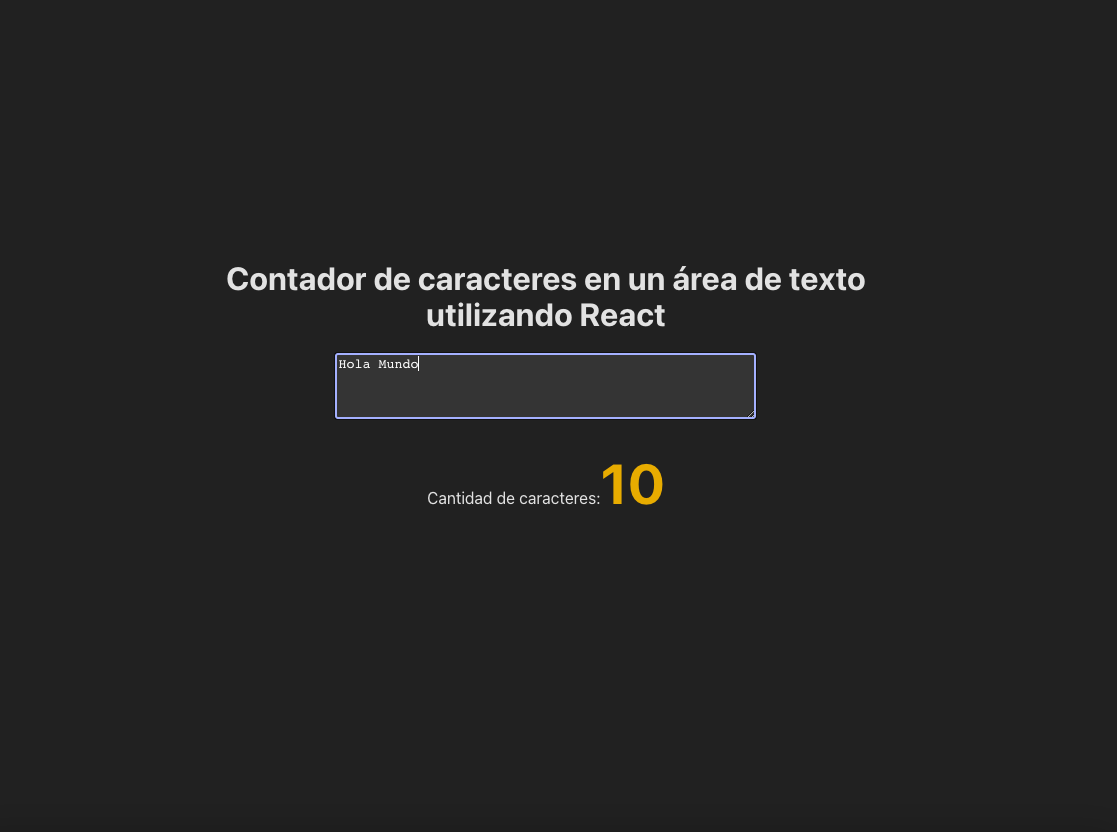 Contador de caracteres en un área de texto
utilizando React
Hola Mundo
Cantidad de caracteres:10